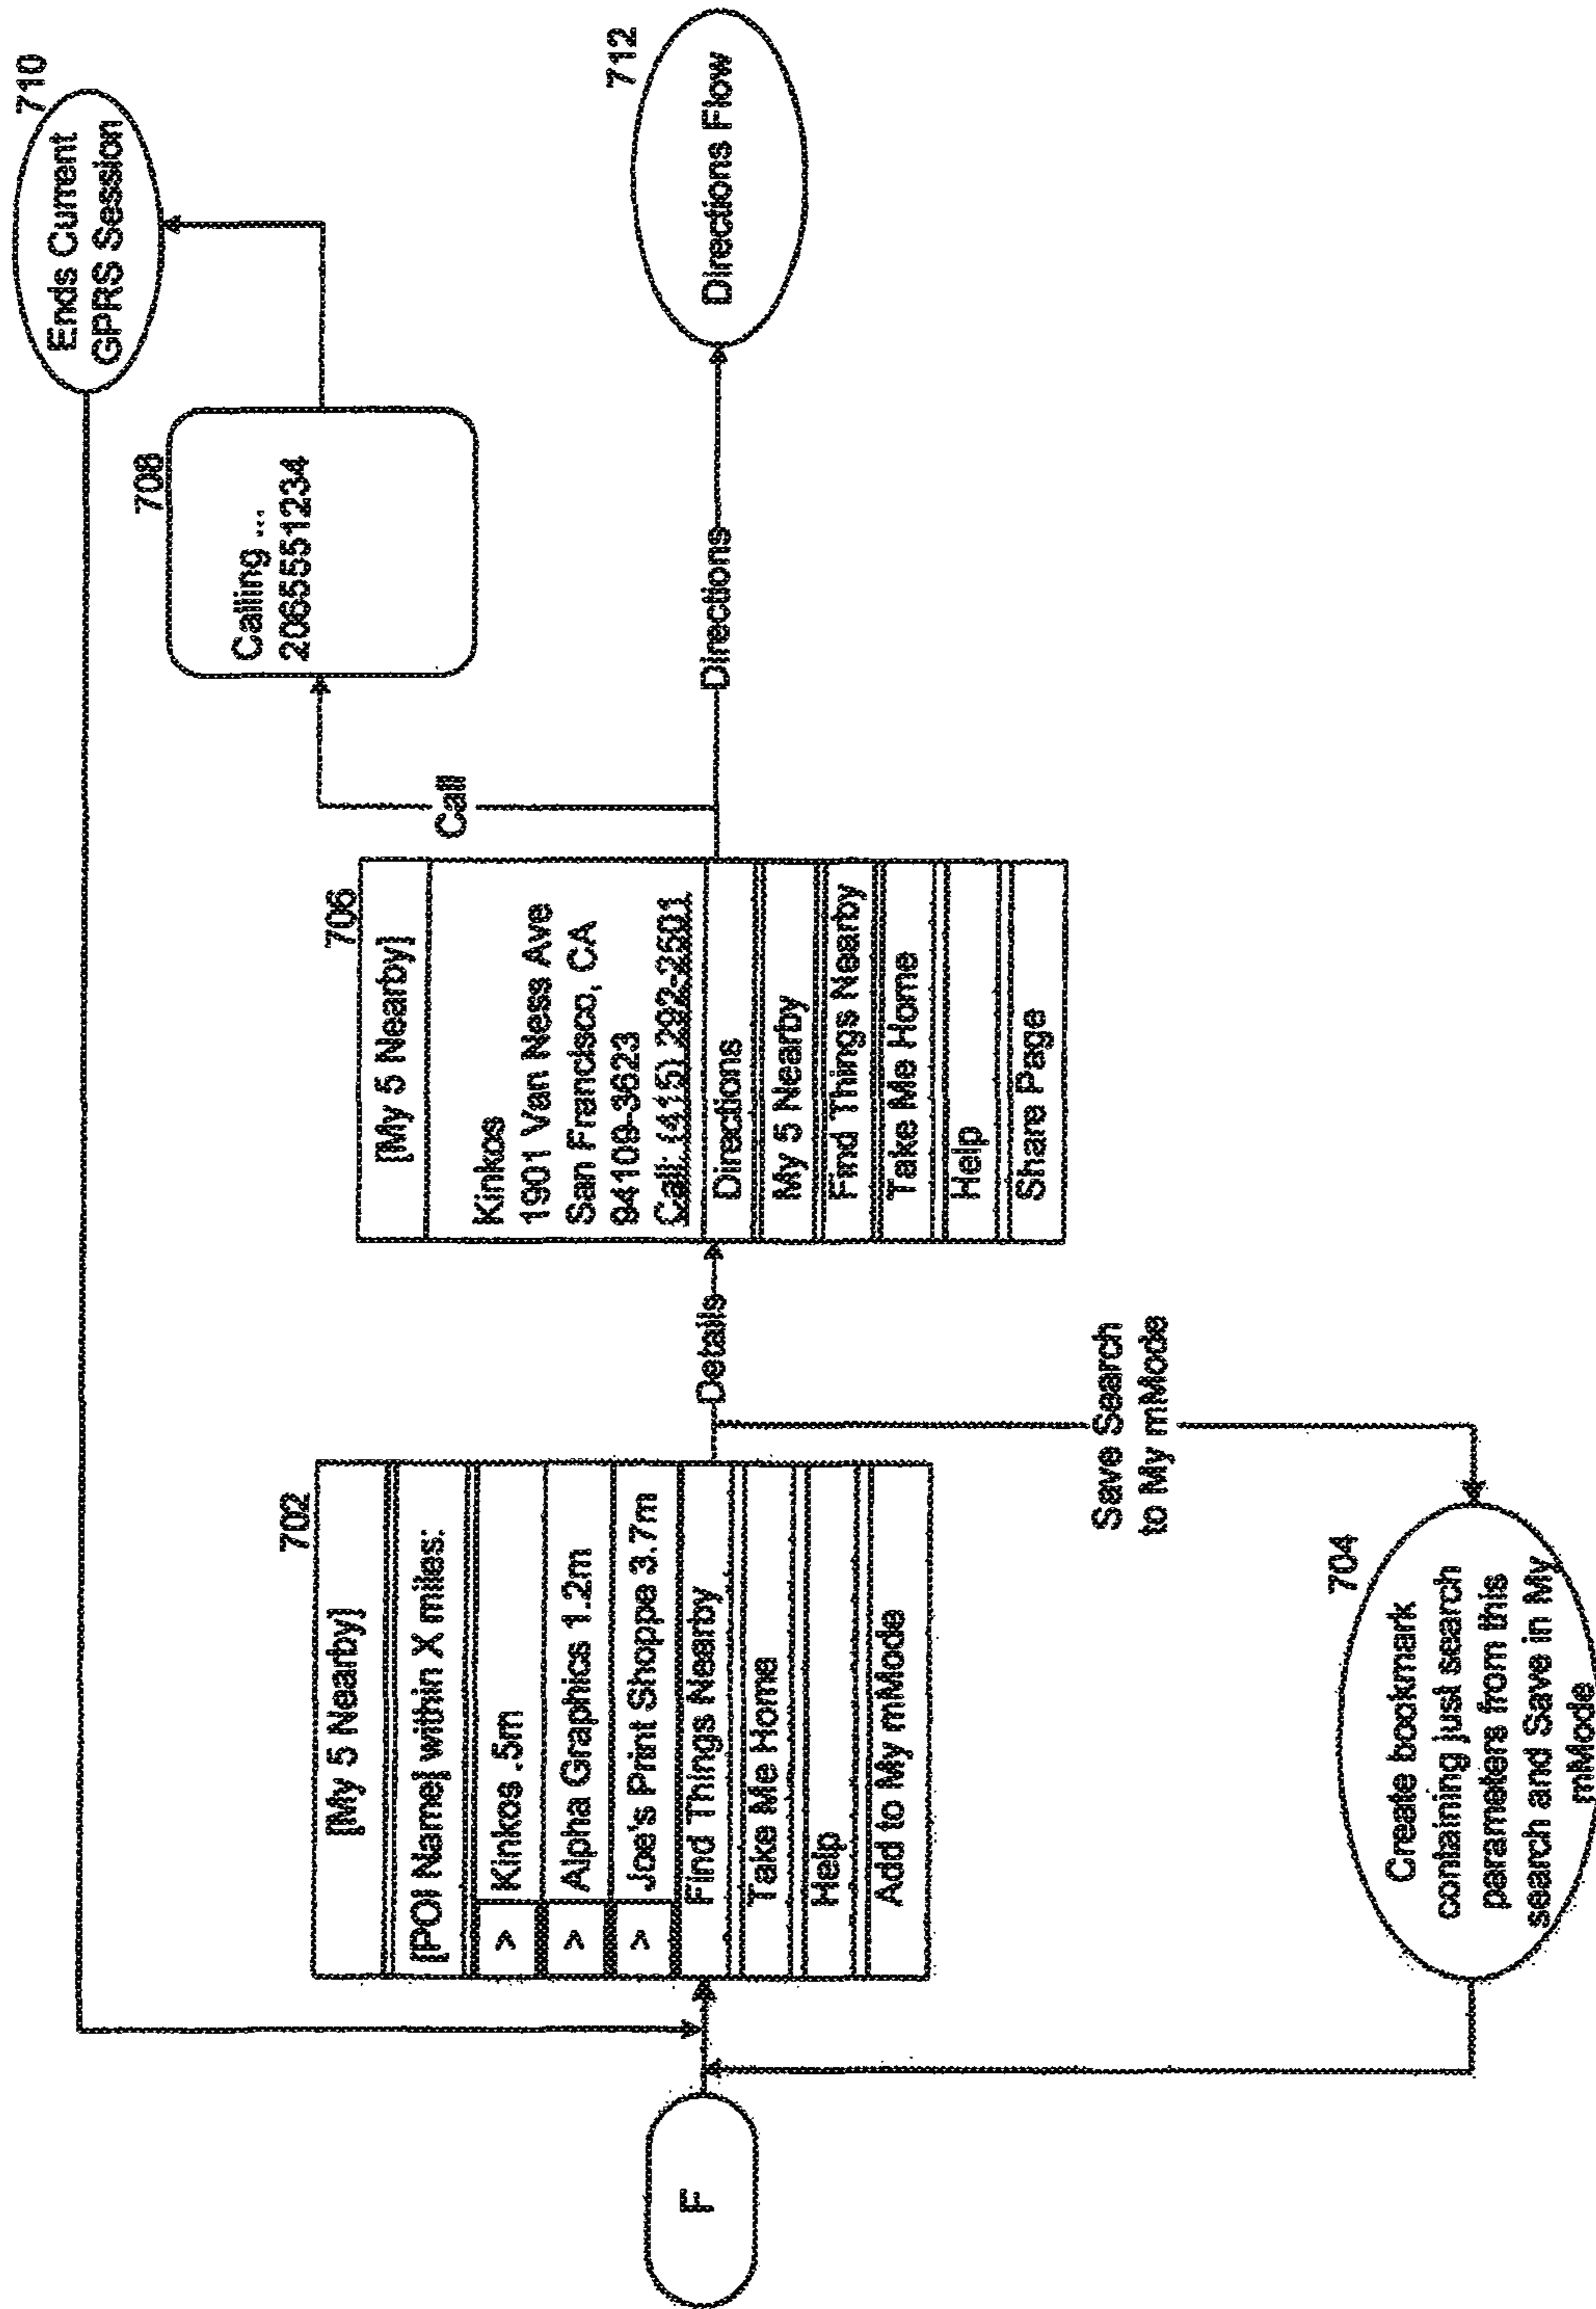 F
702
[My 5 Nearby]
[POI Name] within X miles:
> Kinkos .5m
> Alpha Graphics 1.2m
> Joe's Print Shoppe 3.7m
Find Things Nearby
Take Me Home
Help
Add to My mMode
Details
Save Search
to My mMode
704
Create bookmark
containing just search
parameters from this
search and Save in My
mMode
706
[My 5 Nearby]
Kinkos
1901 Van Ness Ave
San Francisco, CA
94109-3623
Call: (415) 292-2501
Directions
My 5 Nearby
Find Things Nearby
Take Me Home
Help
Share Page
Call
708
Calling ...
2065551234
710
Ends Current
GPRS Session
Directions
712
Directions Flow